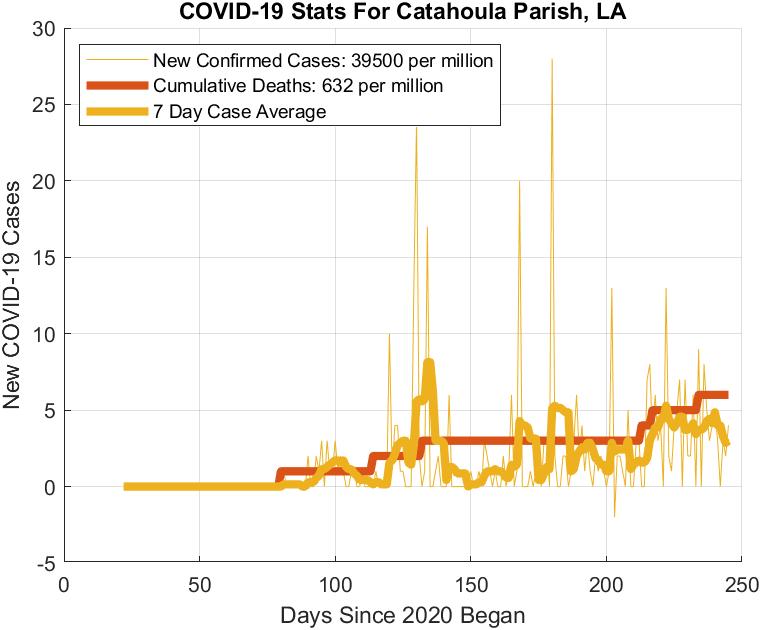 COVID-19 Stats For Catahoula Parish, LA
New Confirmed Cases: 39500 per million
Cumulative Deaths: 632 per million
7 Day Case Average
New COVID-19 Cases
30
25
20
15
10
5
0
-5
0 50 100 150 200 250
Days Since 2020 Began